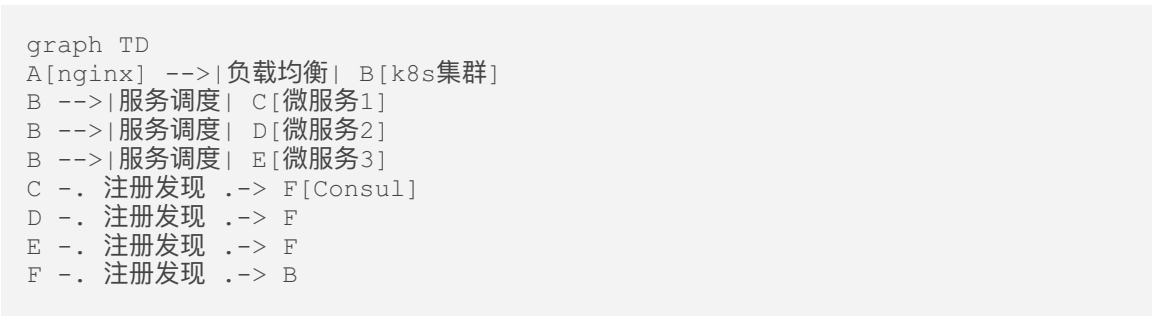 graph TD
A[nginx] -->|负载均衡| B[k8s集群]
B -->|服务调度| C[微服务1]
B -->|服务调度| D[微服务2]
B -->|服务调度| E[微服务3]
C -. 注册发现 .-> F[Consul]
D -. 注册发现 .-> F
E -. 注册发现 .-> F
F -. 注册发现 .-> B